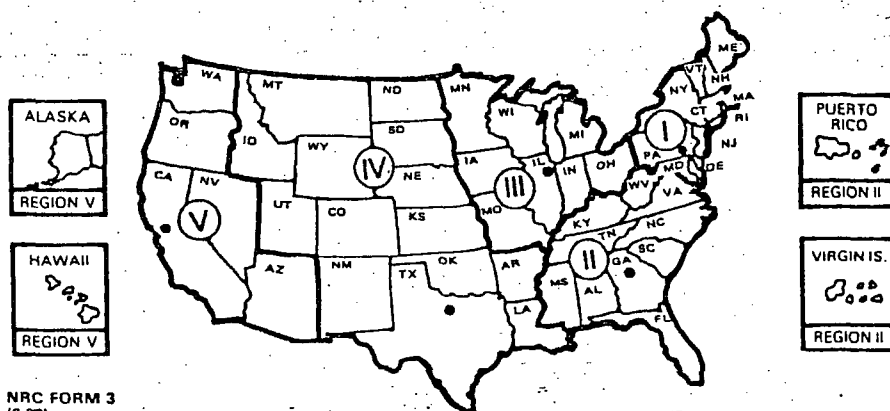 ME
WA
MT
ND
MN
VT
NH
NY
MA
CT
RI
ALASKA
REGION V
OR
ID
WY
SD
WI
MI
I
PA
NJ
PUERTO
RICO
REGION II
IV
CA
NV
V
UT
CO
NE
KS
IA
IL
III
MO
IN
OH
WV
MD
DE
VA
KY
NC
TN
II
SC
HAWAII
REGION V
AZ
NM
TX
OK
AR
LA
MS
AL
GA
FL
VIRGIN IS.
REGION II
NRC FORM 3